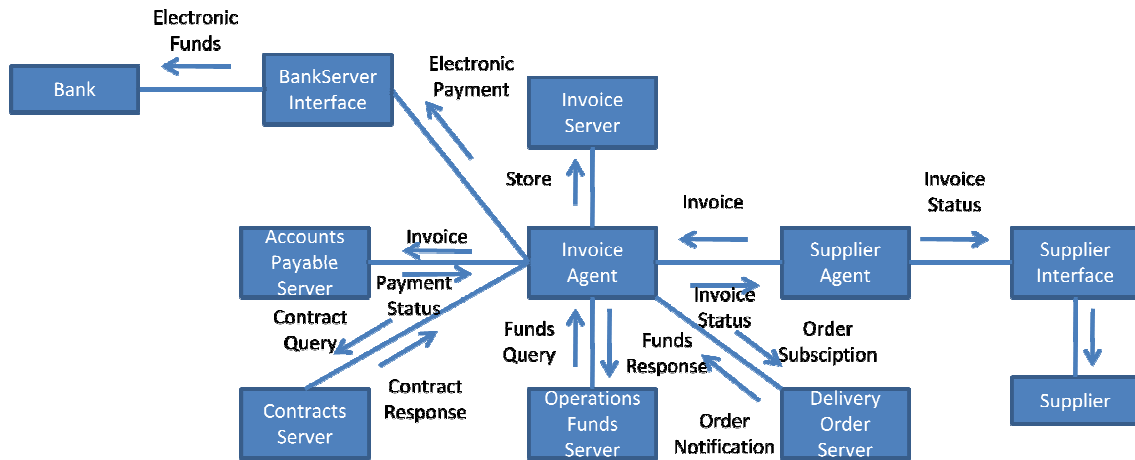 Electronic
Funds
Bank
BankServer
Interface
Electronic
Payment
Invoice
Server
Store
Invoice
Invoice
Status
Accounts
Payable
Server
Invoice
Payment
Status
Invoice
Agent
Supplier
Agent
Supplier
Interface
Invoice
Status
Contract
Query
Funds
Query
Funds
Response
Order
Subsciption
Contract
Response
Contracts
Server
Operations
Funds
Server
Order
Notification
Delivery
Order
Server
Supplier